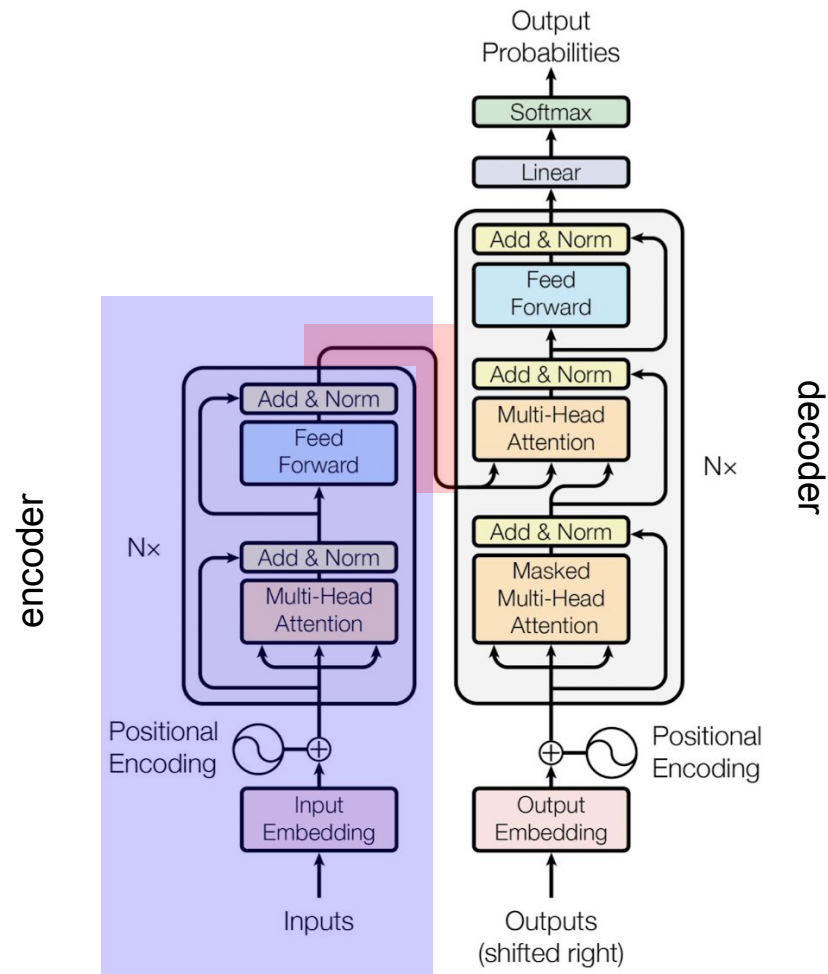 Output
Probabilities
Softmax
Linear
Add & Norm
Feed
Forward
Add & Norm
Multi-Head
Attention
Add & Norm
Masked
Multi-Head
Attention
Nx
decoder
Positional
Encoding
Output
Embedding
Outputs
(shifted right)
encoder
Nx
Add & Norm
Feed
Forward
Add & Norm
Multi-Head
Attention
Positional
Encoding
Input
Embedding
Inputs